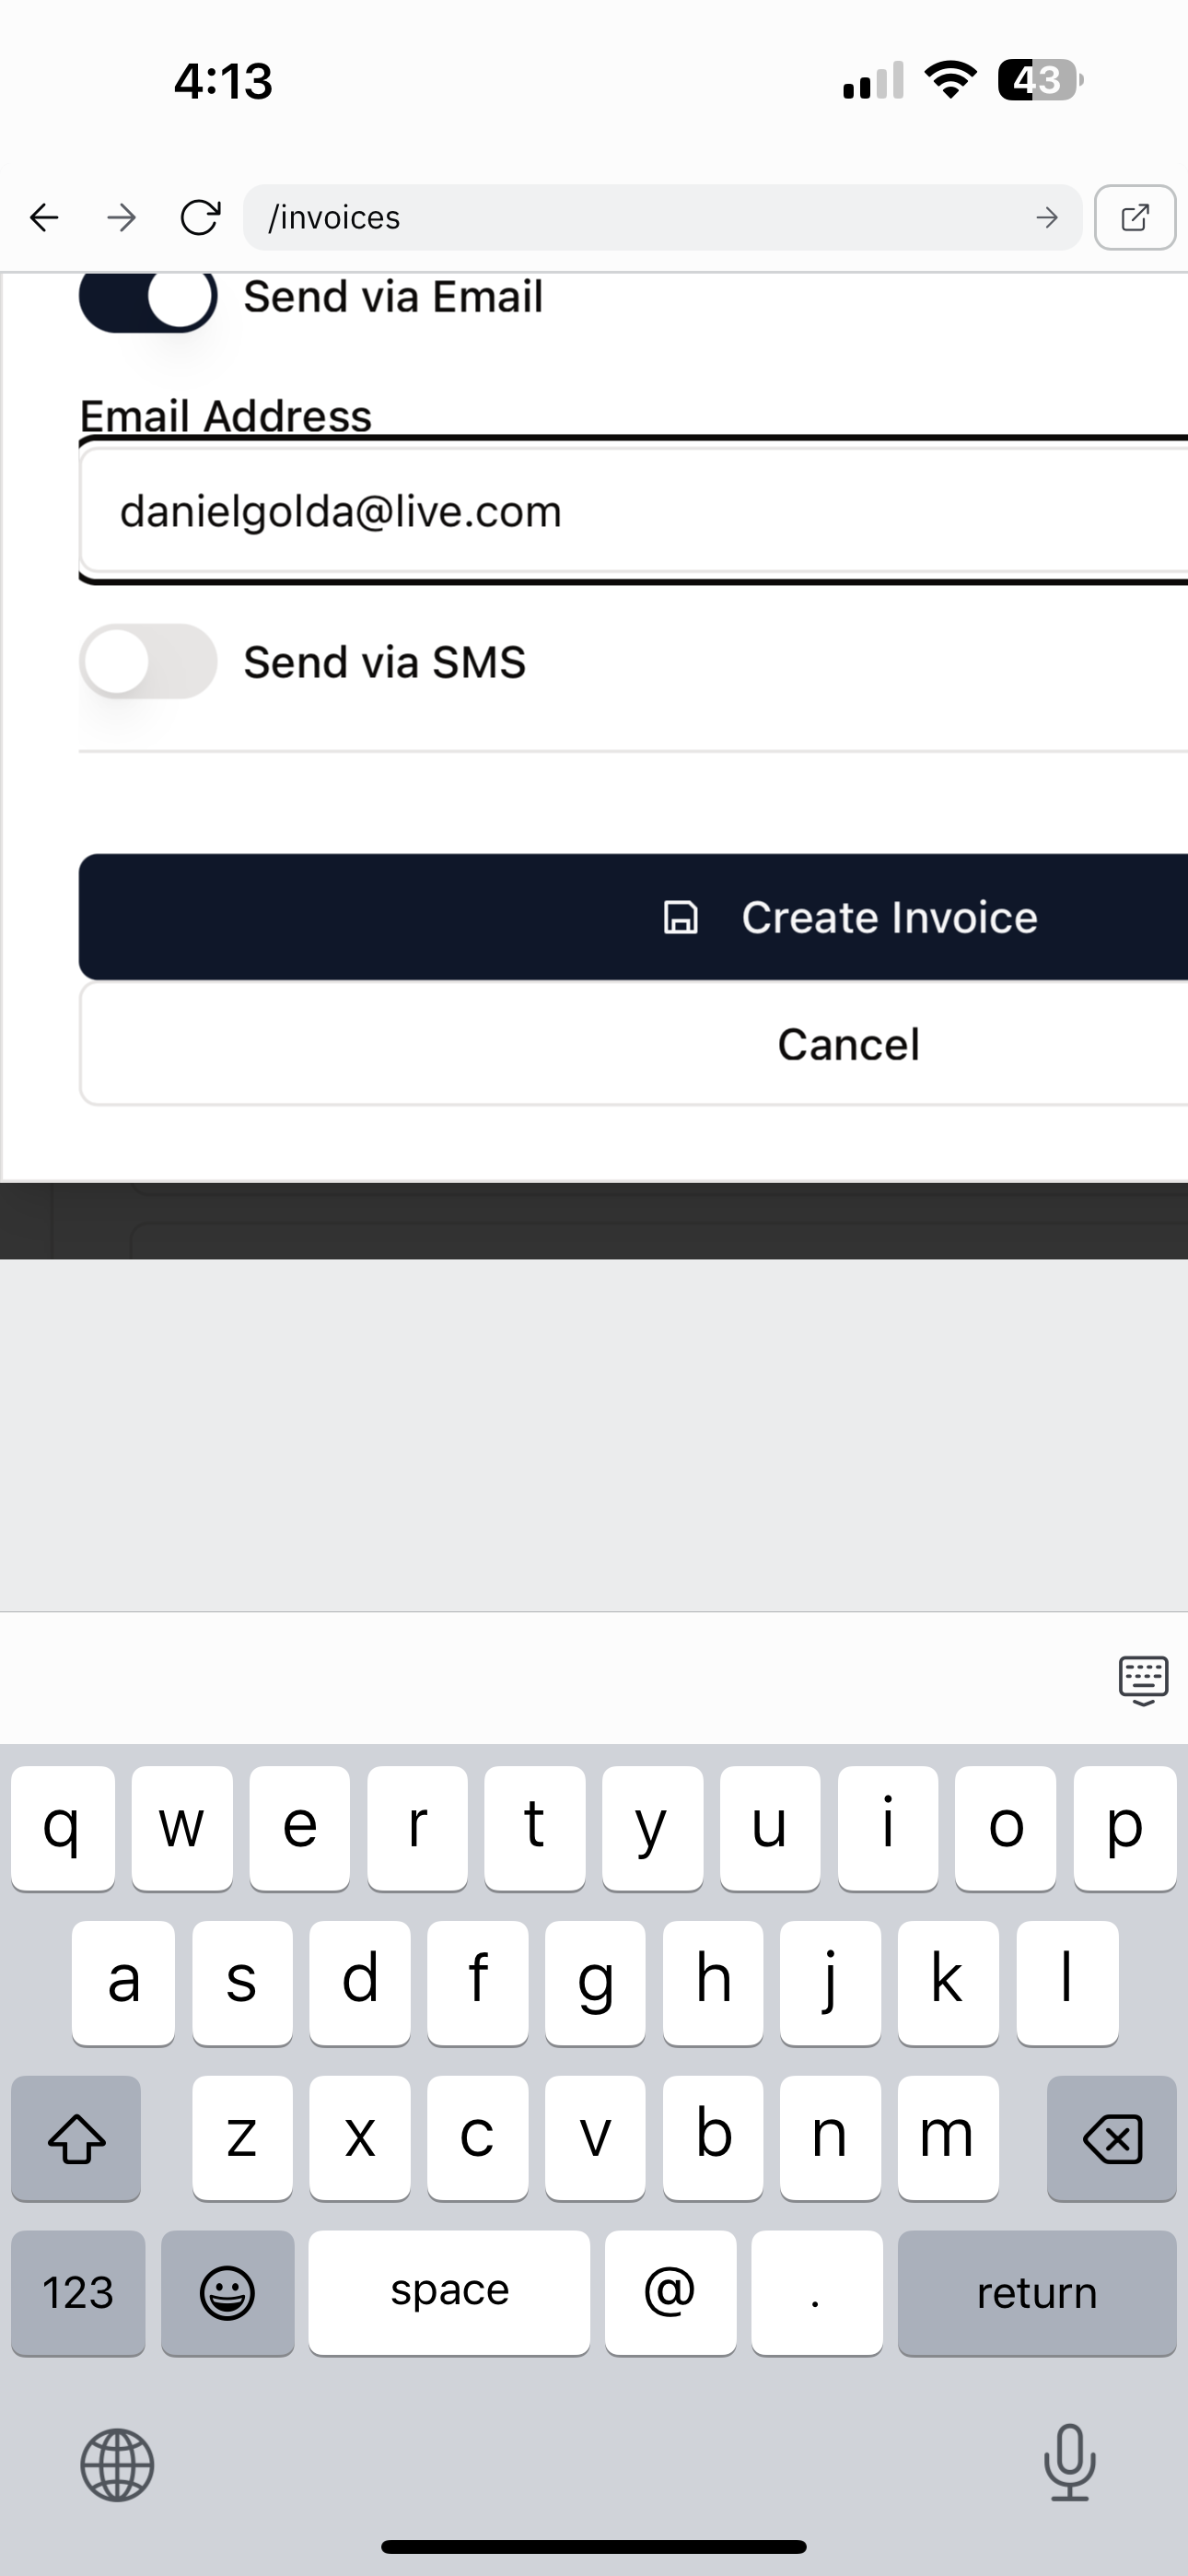 4:13
43
/invoices
Send via Email
Email Address
danielgolda@live.com
Send via SMS
Create Invoice
Cancel
q w e r t y u i o p
a s d f g h j k l
z x c v b n m
123 space @ . return